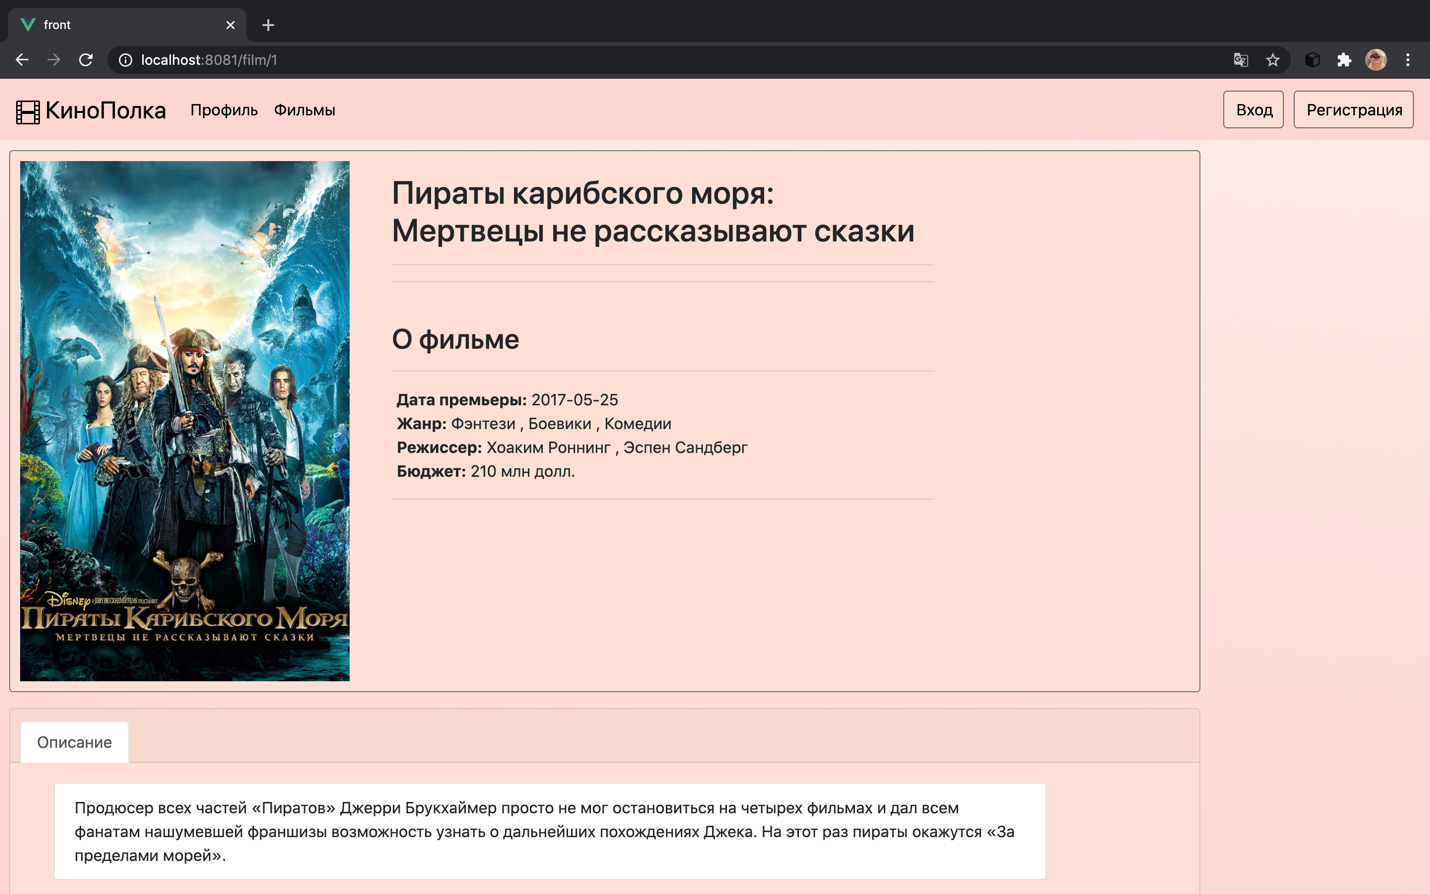 front
localhost:8081/film/1
КиноПолка Профиль Фильмы Вход Регистрация
Пираты карибского моря:
Мертвецы не рассказывают сказки
О фильме
Дата премьеры: 2017-05-25
Жанр: Фэнтези , Боевики , Комедии
Режиссер: Хоаким Роннинг , Эспен Сандберг
Бюджет: 210 млн долл.
Disney
Пираты Карибского Моря
МЕРТВЕЦЫ НЕ РАССКАЗЫВАЮТ СКАЗКИ
Описание
Продюсер всех частей «Пиратов» Джерри Брукхаймер просто не мог остановиться на четырех фильмах и дал всем
фанатам нашумевшей франшизы возможность узнать о дальнейших похождениях Джека. На этот раз пираты окажутся «За
пределами морей».